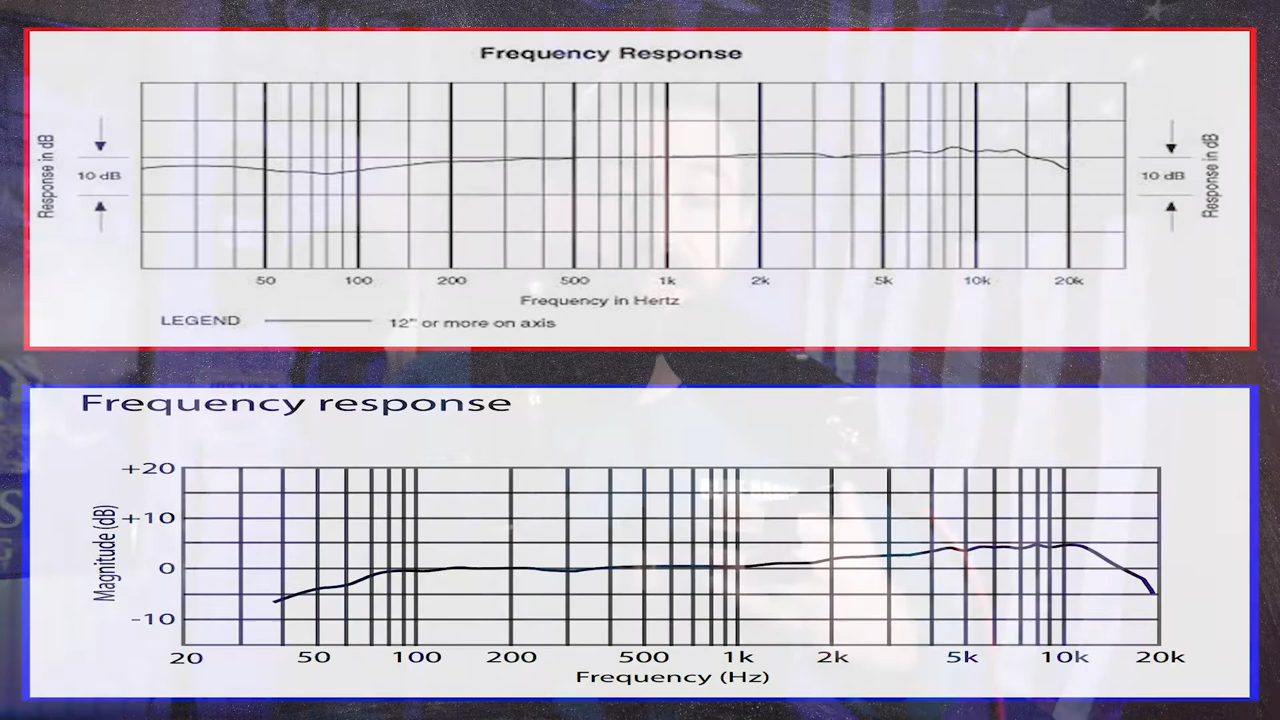 Frequency Response
Response in dB
10 dB
10 dB
Response in dB
50 100 200 500 1k 2k 5k 10k 20k
Frequency in Hertz
LEGEND 12" or more on axis
Frequency response
+20
+10
0
-10
Magnitude (dB)
20 50 100 200 500 1k 2k 5k 10k 20k
Frequency (Hz)